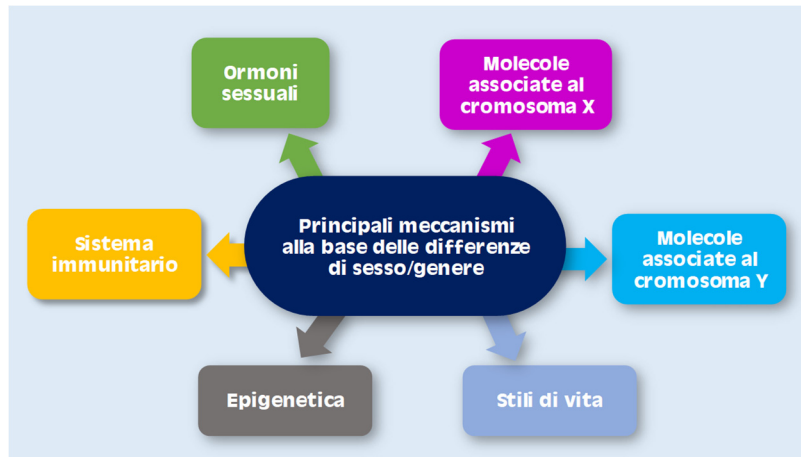 Ormoni
sessuali
Molecole
associate al
cromosoma X
Principali meccanismi
alla base delle differenze
di sesso/genere
Sistema
immunitario
Molecole
associate al
cromosoma Y
Epigenetica
Stili di vita